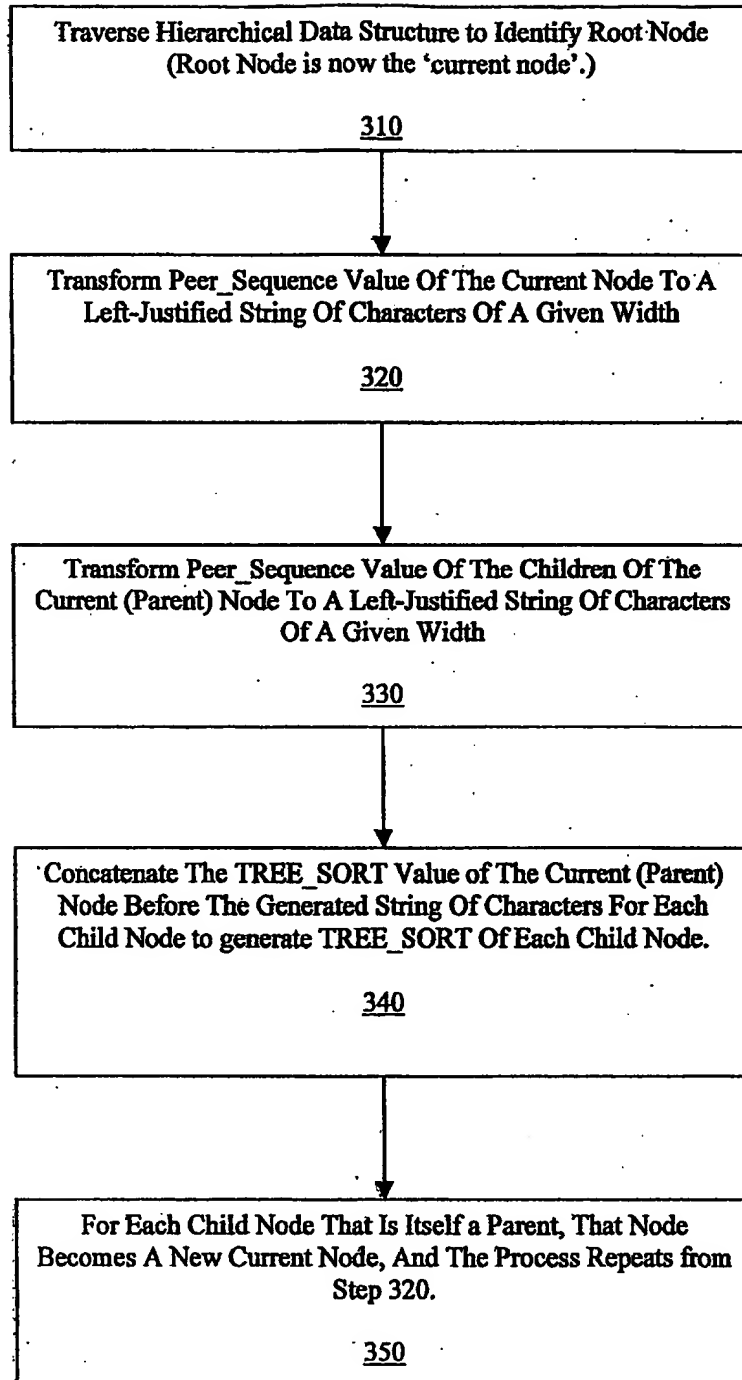 Traverse Hierarchical Data Structure to Identify Root Node
(Root Node is now the ‘current node’.)
310
Transform Peer_Sequence Value Of The Current Node To A
Left-Justified String Of Characters Of A Given Width
320
Transform Peer_Sequence Value Of The Children Of The
Current (Parent) Node To A Left-Justified String Of Characters
Of A Given Width
330
Concatenate The TREE_SORT Value of The Current (Parent)
Node Before The Generated String Of Characters For Each
Child Node to generate TREE_SORT Of Each Child Node.
340
For Each Child Node That Is Itself a Parent, That Node
Becomes A New Current Node, And The Process Repeats from
Step 320.
350